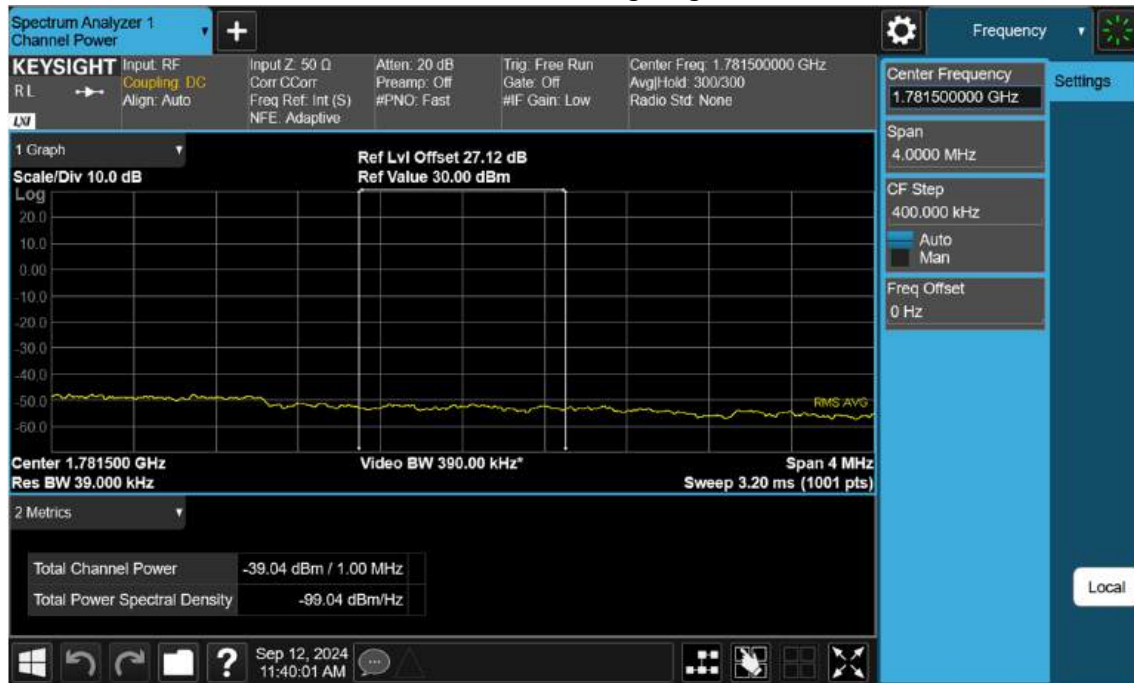 Spectrum Analyzer 1
Channel Power
+
Frequency
KEYSIGHT
RL
LXI
Input: RF
Coupling: DC
Align: Auto
Input Z: 50 Ω
Corr CCorr
Freq Ref: Int (S)
NFE: Adaptive
Atten: 20 dB
Preamp: Off
#PNO: Fast
Trig: Free Run
Gate: Off
#IF Gain: Low
Center Freq: 1.781500000 GHz
Avg|Hold: 300/300
Radio Std: None
Center Frequency
1.781500000 GHz
Settings
Span
4.0000 MHz
CF Step
400.000 kHz
Auto
Man
Freq Offset
0 Hz
1 Graph
Scale/Div 10.0 dB
Ref Lvl Offset 27.12 dB
Ref Value 30.00 dBm
Log
20.0
10.0
0.00
-10.0
-20.0
-30.0
-40.0
-50.0
-60.0
RMS AVG
Center 1.781500 GHz
Res BW 39.000 kHz
Video BW 390.00 kHz*
Span 4 MHz
Sweep 3.20 ms (1001 pts)
2 Metrics
Total Channel Power -39.04 dBm / 1.00 MHz
Total Power Spectral Density -99.04 dBm/Hz
Local
?
Sep 12, 2024
11:40:01 AM